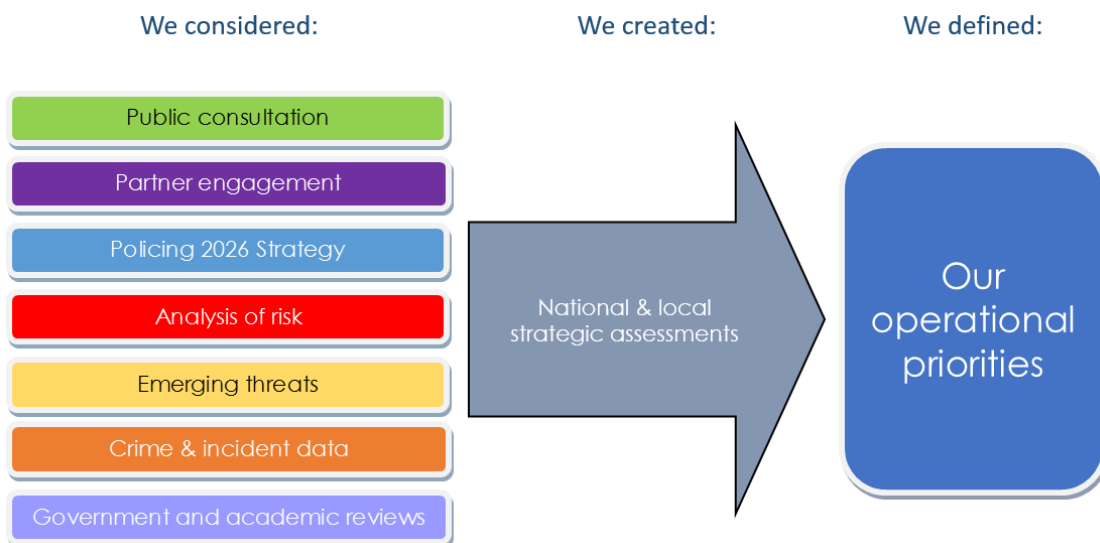 We considered:
We created:
We defined:
Public consultation
Partner engagement
Policing 2026 Strategy
Analysis of risk
Emerging threats
Crime & incident data
Government and academic reviews
National & local
strategic assessments
Our
operational
priorities